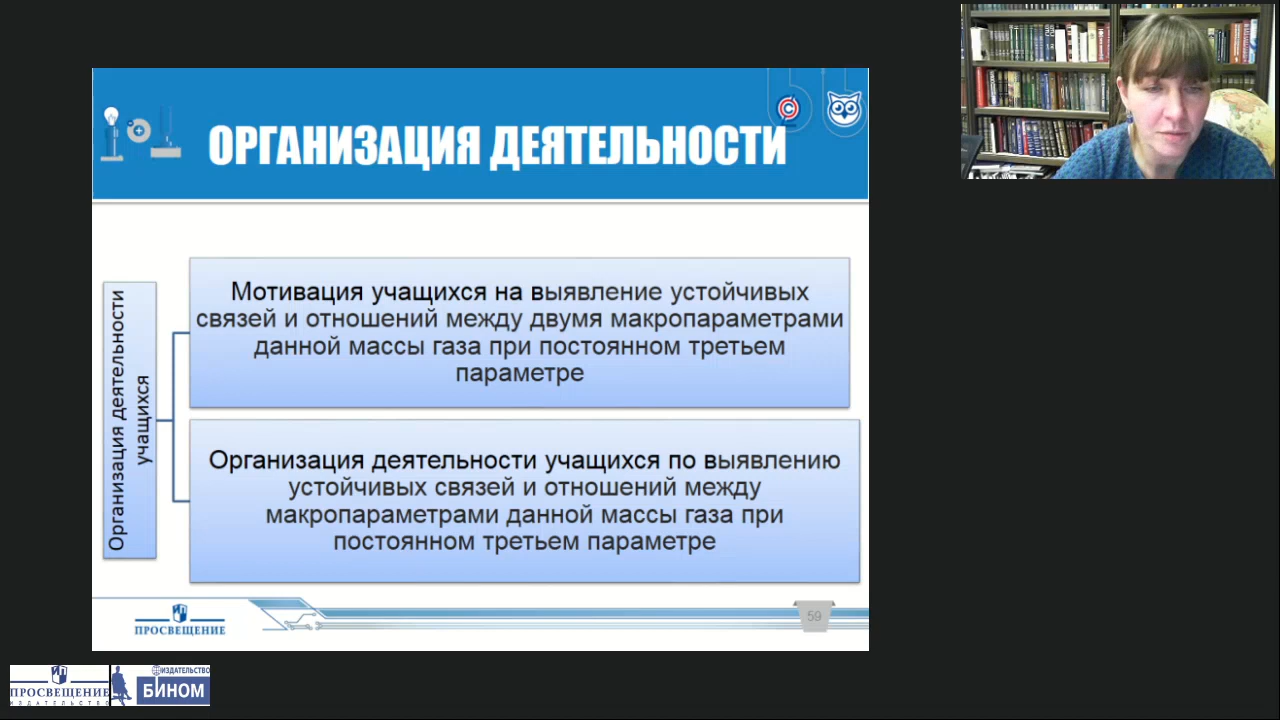 ОРГАНИЗАЦИЯ ДЕЯТЕЛЬНОСТИ
Организация деятельности
учащихся
Мотивация учащихся на выявление устойчивых
связей и отношений между двумя макропараметрами
данной массы газа при постоянном третьем
параметре
Организация деятельности учащихся по выявлению
устойчивых связей и отношений между
макропараметрами данной массы газа при
постоянном третьем параметре
ПРОСВЕЩЕНИЕ
59
ПРОСВЕЩЕНИЕ
ИЗДАТЕЛЬСТВО
ИЗДАТЕЛЬСТВО
БИНОМ